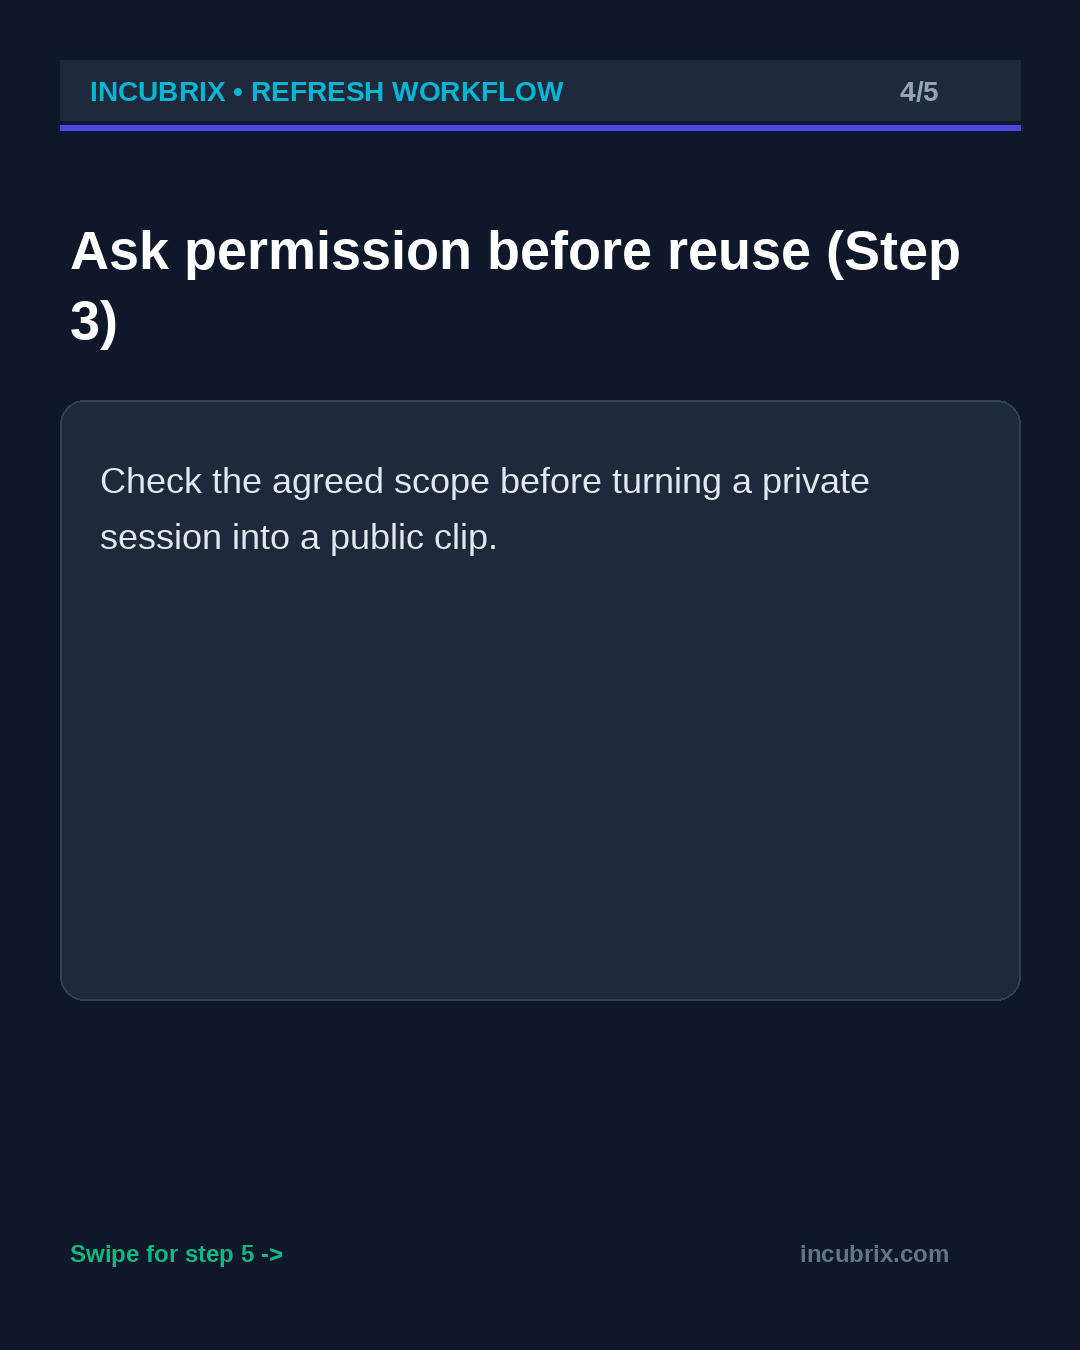 INCUBRIX • REFRESH WORKFLOW 4/5
Ask permission before reuse (Step
3)
Check the agreed scope before turning a private
session into a public clip.
Swipe for step 5 -> incubrix.com